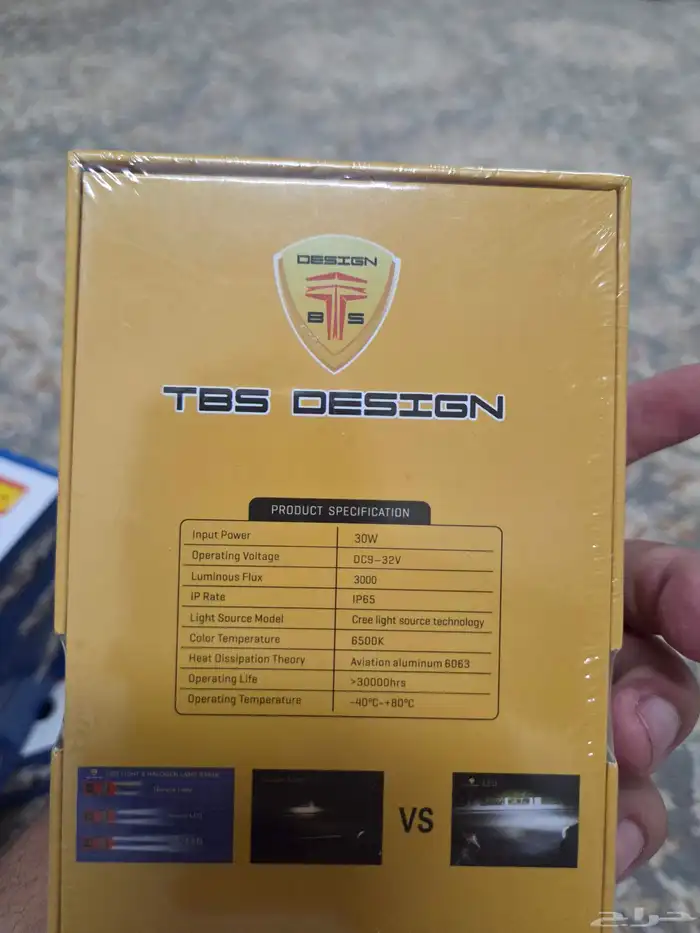 DESIGN
B T S
TBS DESIGN
PRODUCT SPECIFICATION
Input Power 30W
Operating Voltage DC9–32V
Luminous Flux 3000
IP Rate IP65
Light Source Model Cree light source technology
Color Temperature 6500K
Heat Dissipation Theory Aviation aluminum 6063
Operating Life >30000hrs
Operating Temperature -40°C~+80°C
VS
LED
حراج